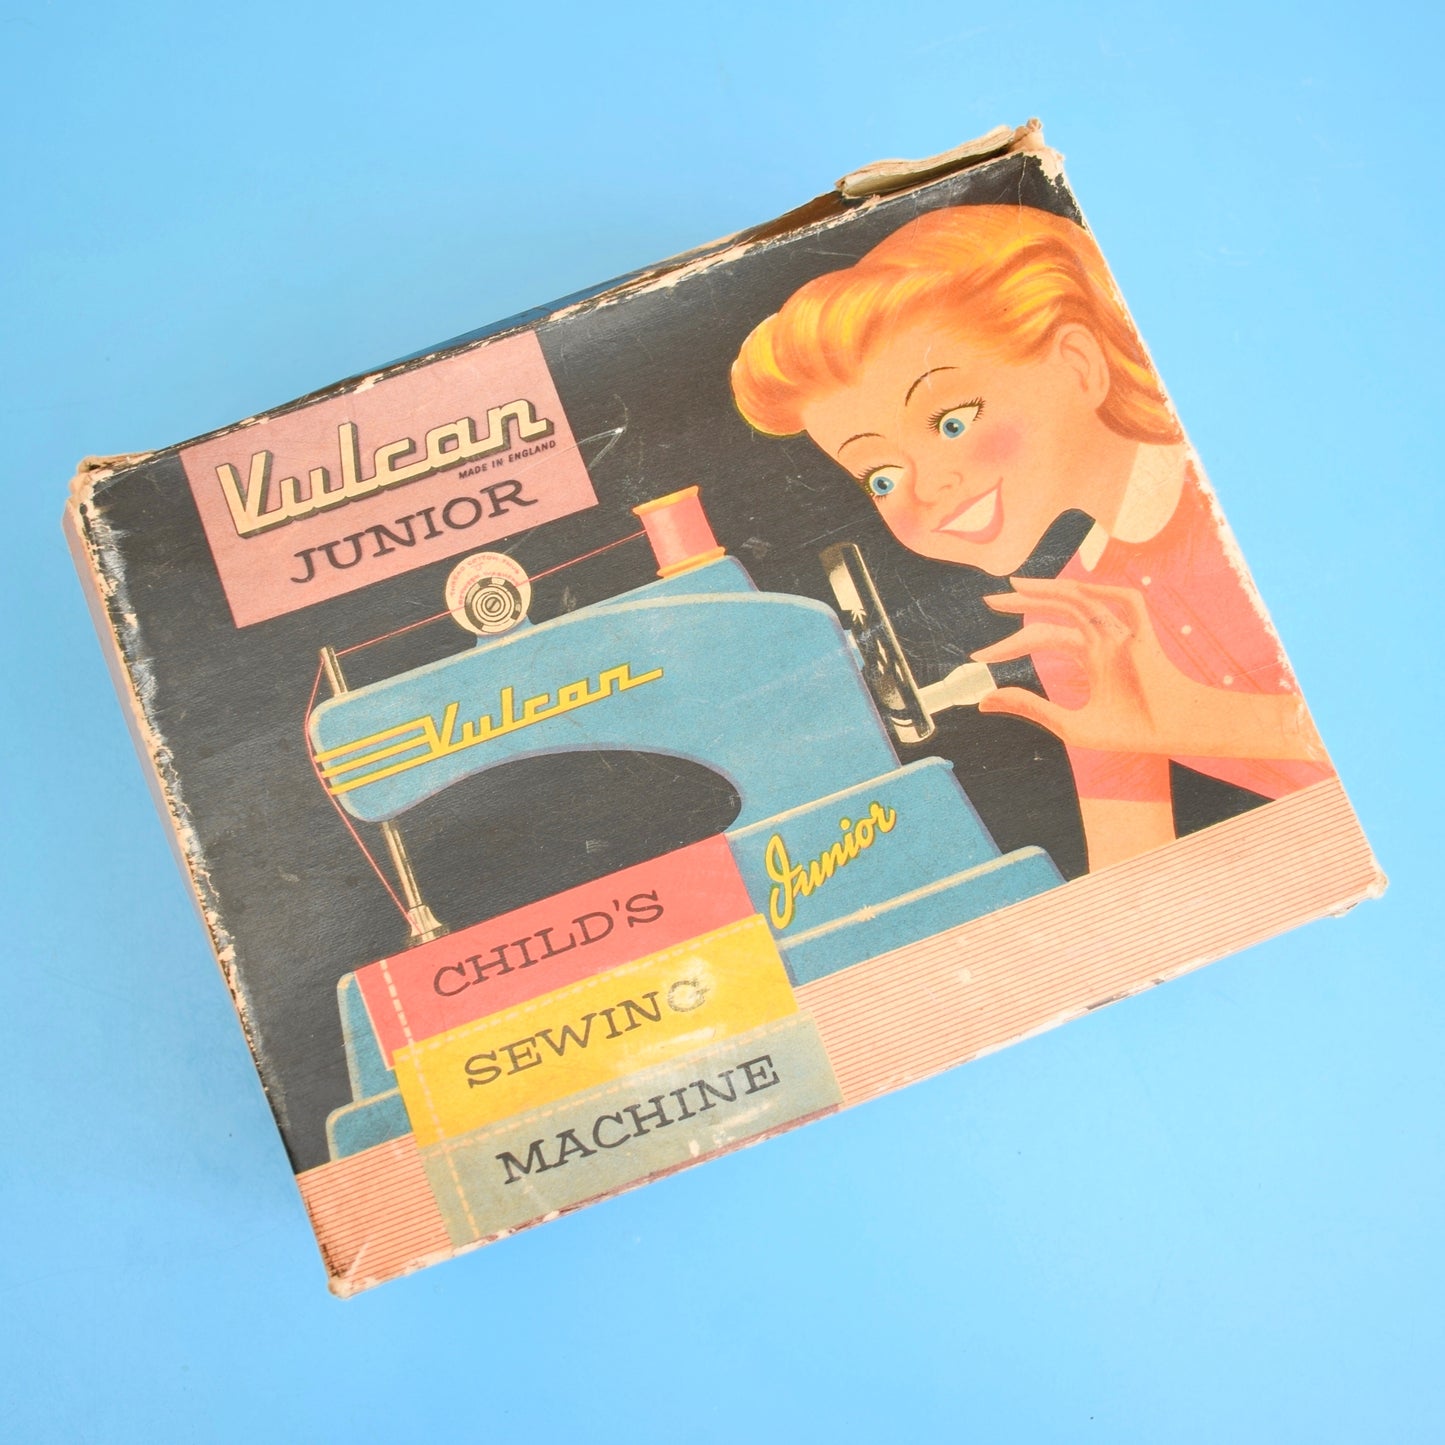 Vulcan
MADE IN ENGLAND
JUNIOR
Vulcan
Junior
CHILD'S
SEWING
MACHINE